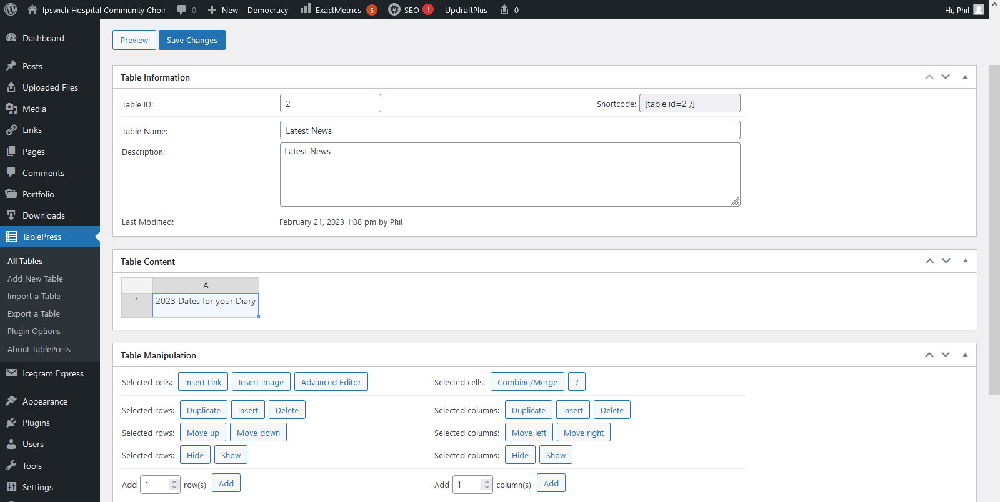 Ipswich Hospital Community Choir 0 New Democracy ExactMetrics 5 SEO ! UpdraftPlus 0 Hi, Phil
Dashboard
Posts
Uploaded Files
Media
Links
Pages
Comments
Portfolio
Downloads
TablePress
All Tables
Add New Table
Import a Table
Export a Table
Plugin Options
About TablePress
Icegram Express
Appearance
Plugins
Users
Tools
Settings
Preview Save Changes
Table Information
Table ID: 2 Shortcode: [table id=2 /]
Table Name: Latest News
Description: Latest News
Last Modified: February 21, 2023 1:08 pm by Phil
Table Content
A
1 2023 Dates for your Diary
Table Manipulation
Selected cells: Insert Link Insert Image Advanced Editor Selected cells: Combine/Merge ?
Selected rows: Duplicate Insert Delete Selected columns: Duplicate Insert Delete
Selected rows: Move up Move down Selected columns: Move left Move right
Selected rows: Hide Show Selected columns: Hide Show
Add 1 row(s) Add Add 1 column(s) Add